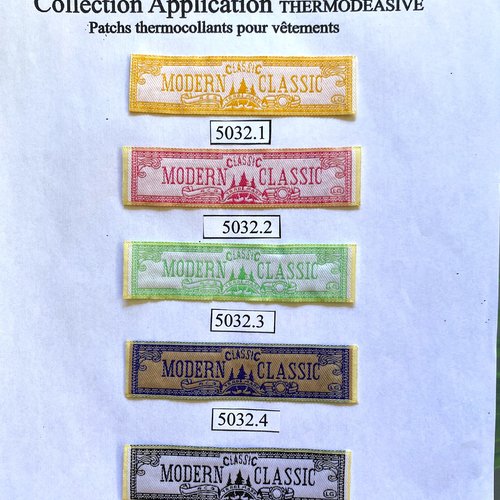 Collection Application THERMODEASIVE
Patchs thermocollants pour vêtements
CLASSIC
MODERN CLASSIC
5032.1
CLASSIC
MODERN CLASSIC
5032.2
CLASSIC
MODERN CLASSIC
5032.3
CLASSIC
MODERN CLASSIC
5032.4
CLASSIC
MODERN CLASSIC